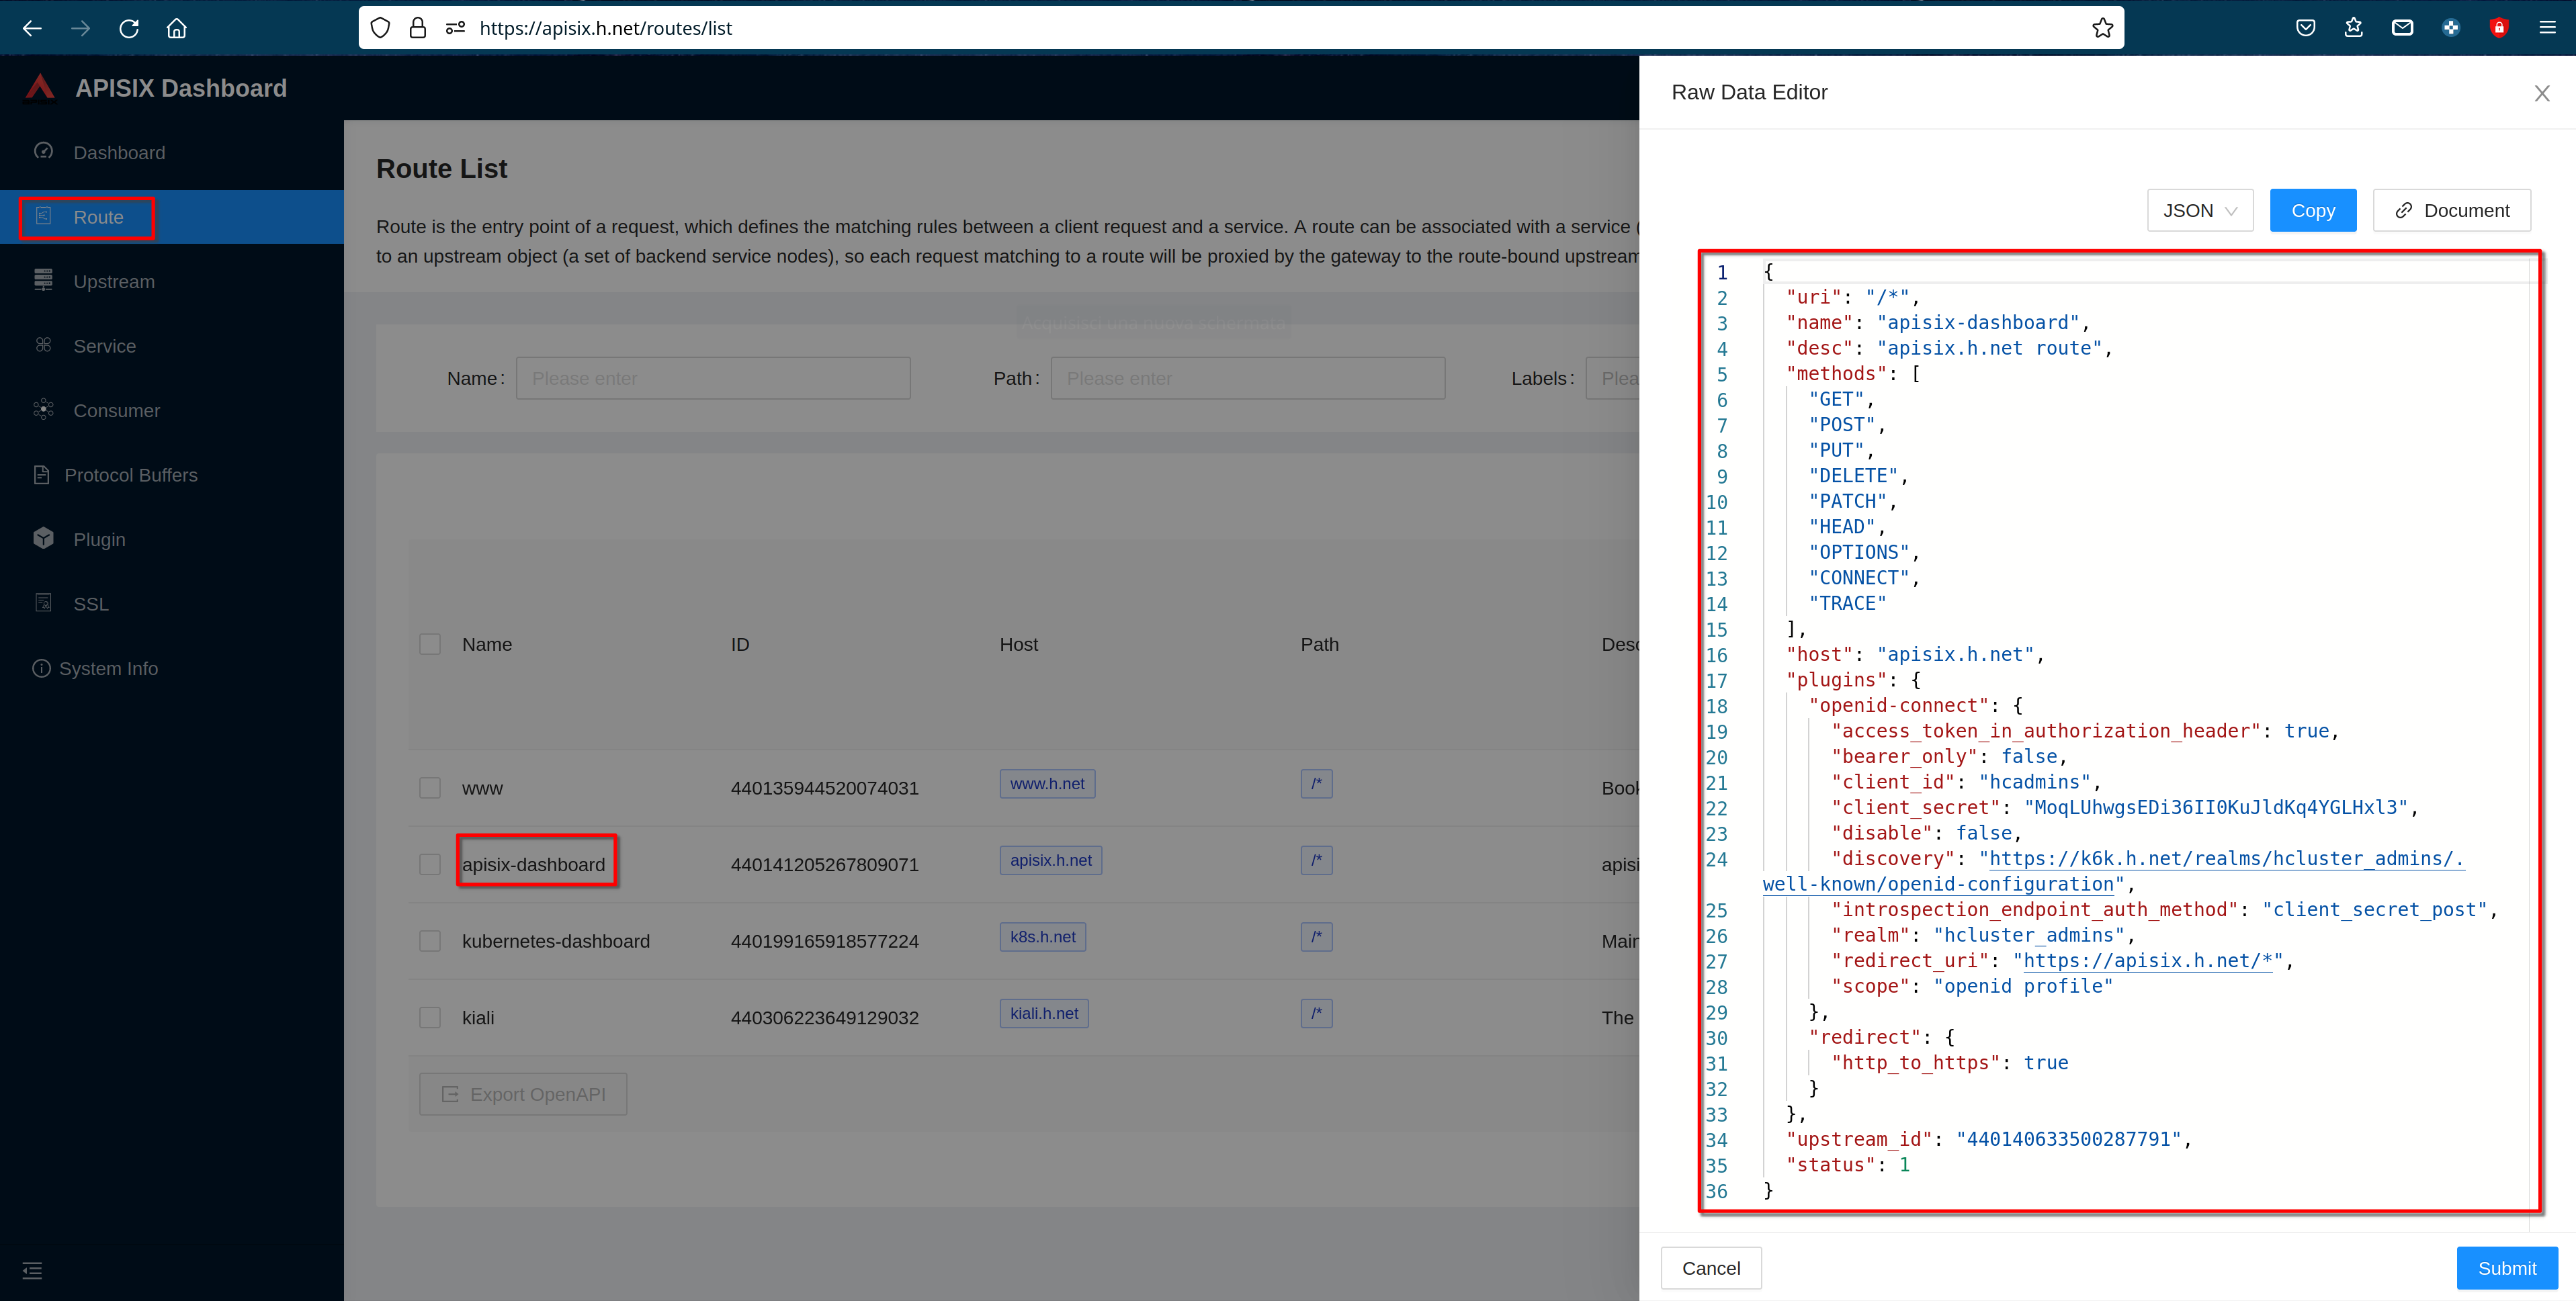 https://apisix.h.net/routes/list
APISIX Dashboard
Dashboard
Route
Upstream
Service
Consumer
Protocol Buffers
Plugin
SSL
System Info
Route List
Route is the entry point of a request, which defines the matching rules between a client request and a service. A route can be associated with a service (
to an upstream object (a set of backend service nodes), so each request matching to a route will be proxied by the gateway to the route-bound upstream
Acquisisci una nuova schermata
Name: Please enter
Path: Please enter
Labels: Plea
Name ID Host Path Desc
www 440135944520074031 www.h.net /* Book
apisix-dashboard 440141205267809071 apisix.h.net /* apisi
kubernetes-dashboard 440199165918577224 k8s.h.net /* Main
kiali 440306223649129032 kiali.h.net /* The
Export OpenAPI
Raw Data Editor
JSON Copy Document
1 {
2 "uri": "/*",
3 "name": "apisix-dashboard",
4 "desc": "apisix.h.net route",
5 "methods": [
6 "GET",
7 "POST",
8 "PUT",
9 "DELETE",
10 "PATCH",
11 "HEAD",
12 "OPTIONS",
13 "CONNECT",
14 "TRACE"
15 ],
16 "host": "apisix.h.net",
17 "plugins": {
18 "openid-connect": {
19 "access_token_in_authorization_header": true,
20 "bearer_only": false,
21 "client_id": "hcadmins",
22 "client_secret": "MoqLUhwgsEDi36II0KuJldKq4YGLHxl3",
23 "disable": false,
24 "discovery": "https://k6k.h.net/realms/hcluster_admins/.
well-known/openid-configuration",
25 "introspection_endpoint_auth_method": "client_secret_post",
26 "realm": "hcluster_admins",
27 "redirect_uri": "https://apisix.h.net/*",
28 "scope": "openid profile"
29 },
30 "redirect": {
31 "http_to_https": true
32 }
33 },
34 "upstream_id": "440140633500287791",
35 "status": 1
36 }
Cancel
Submit